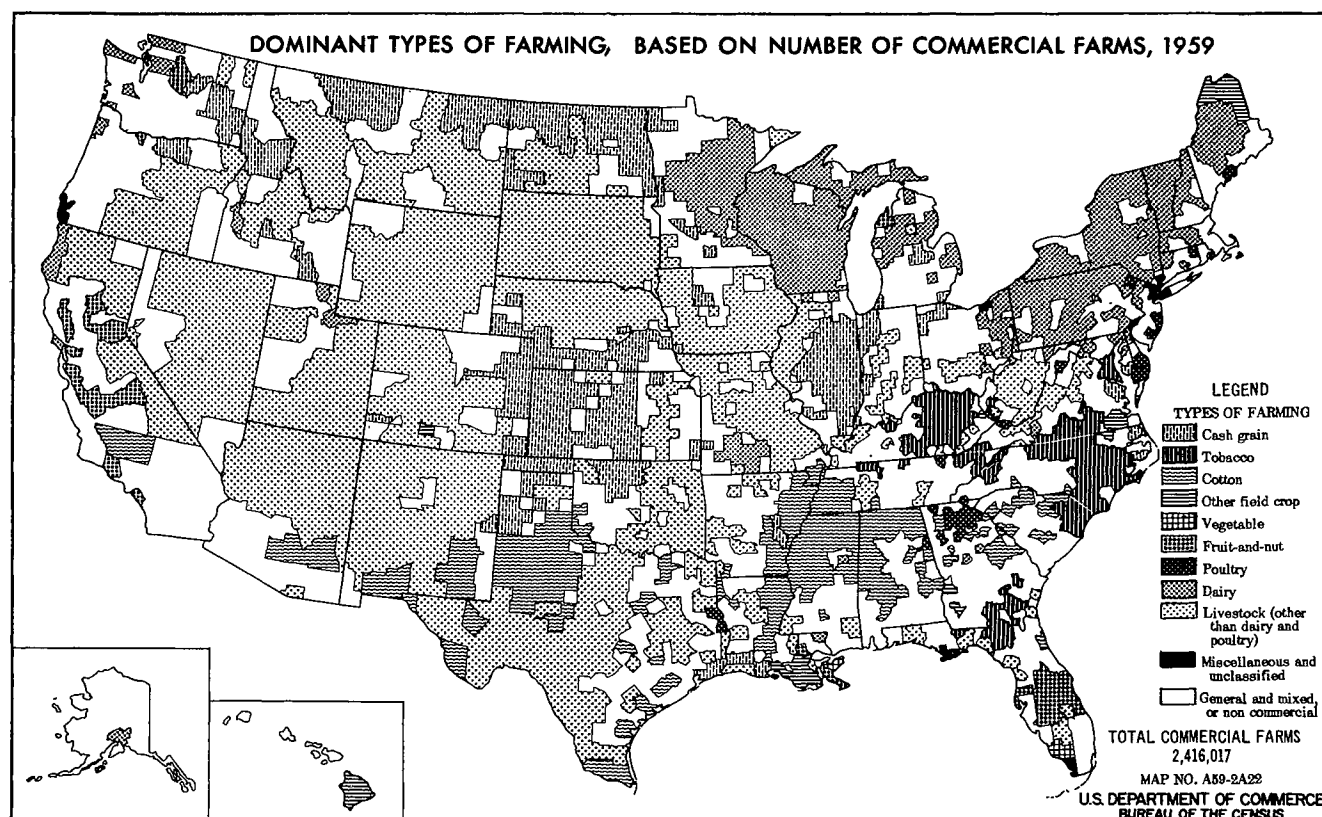 DOMINANT TYPES OF FARMING, BASED ON NUMBER OF COMMERCIAL FARMS, 1959
LEGEND
TYPES OF FARMING
Cash grain
Tobacco
Cotton
Other field crop
Vegetable
Fruit-and-nut
Poultry
Dairy
Livestock (other
than dairy and
poultry)
Miscellaneous and
unclassified
General and mixed,
or non commercial
TOTAL COMMERCIAL FARMS
2,416,017
MAP NO. A59-2A22
U.S. DEPARTMENT OF COMMERCE
BUREAU OF THE CENSUS